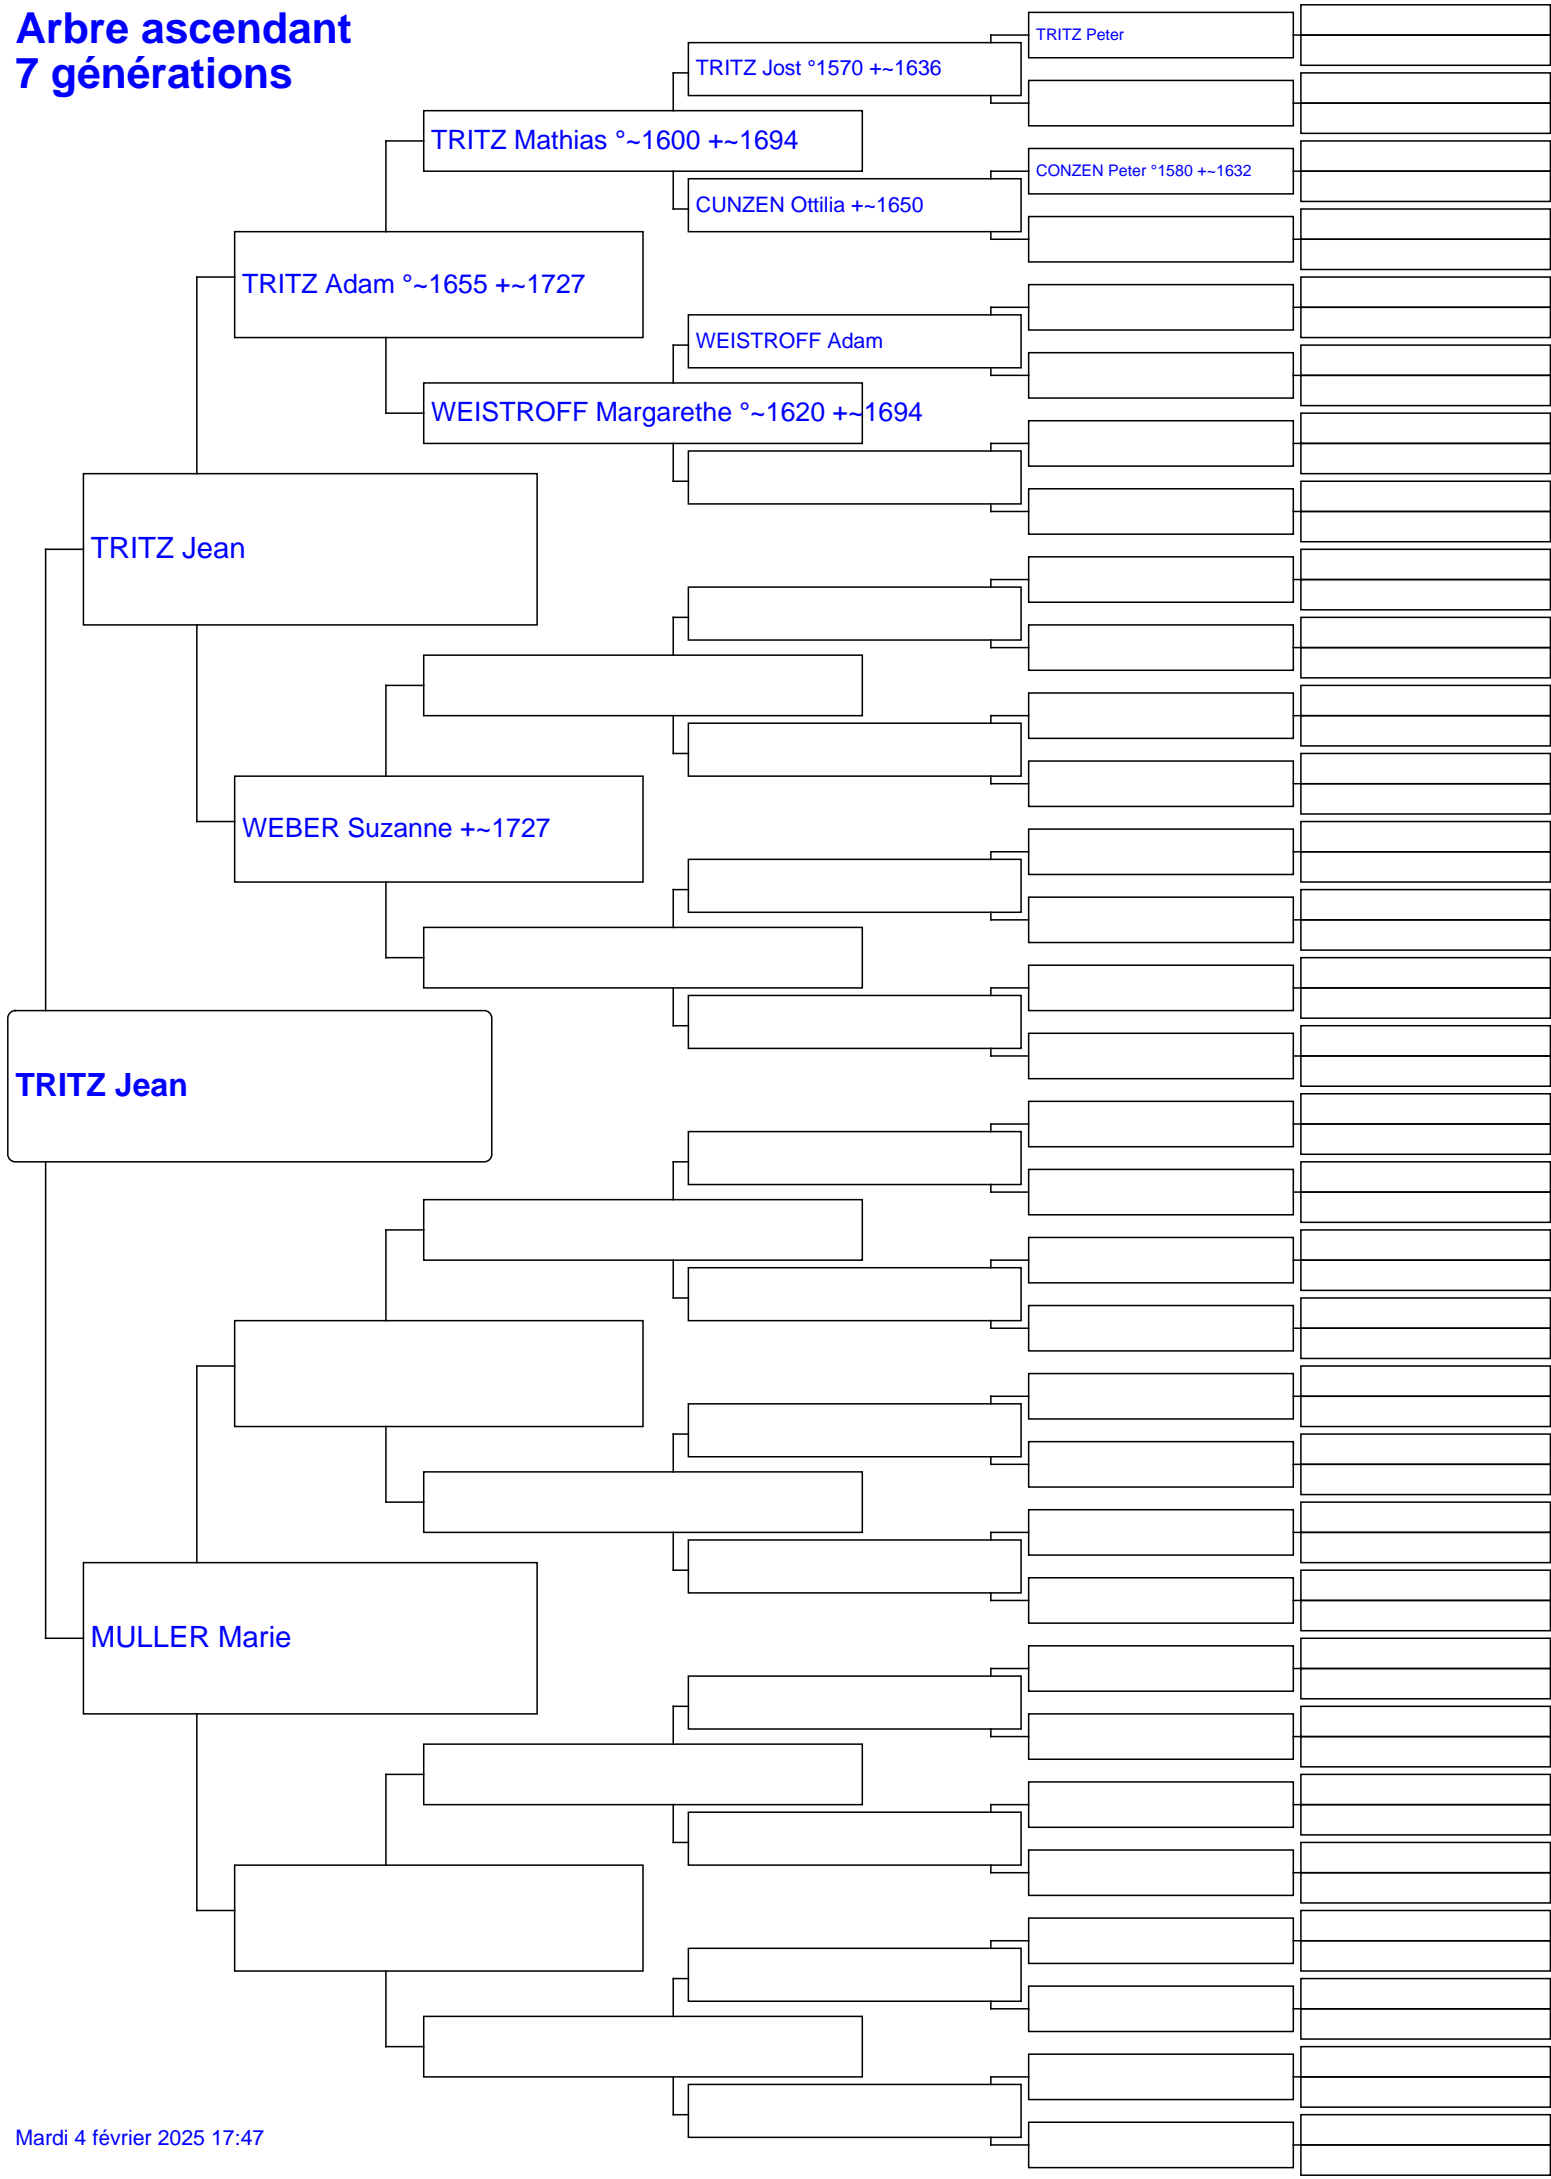 Arbre ascendant
7 générations
TRITZ Peter
TRITZ Jost °1570 +~1636
TRITZ Mathias °~1600 +~1694
CONZEN Peter °1580 +~1632
CUNZEN Ottilia +~1650
TRITZ Adam °~1655 +~1727
WEISTROFF Adam
WEISTROFF Margarethe °~1620 +~1694
TRITZ Jean
WEBER Suzanne +~1727
TRITZ Jean
MULLER Marie
Mardi 4 février 2025 17:47